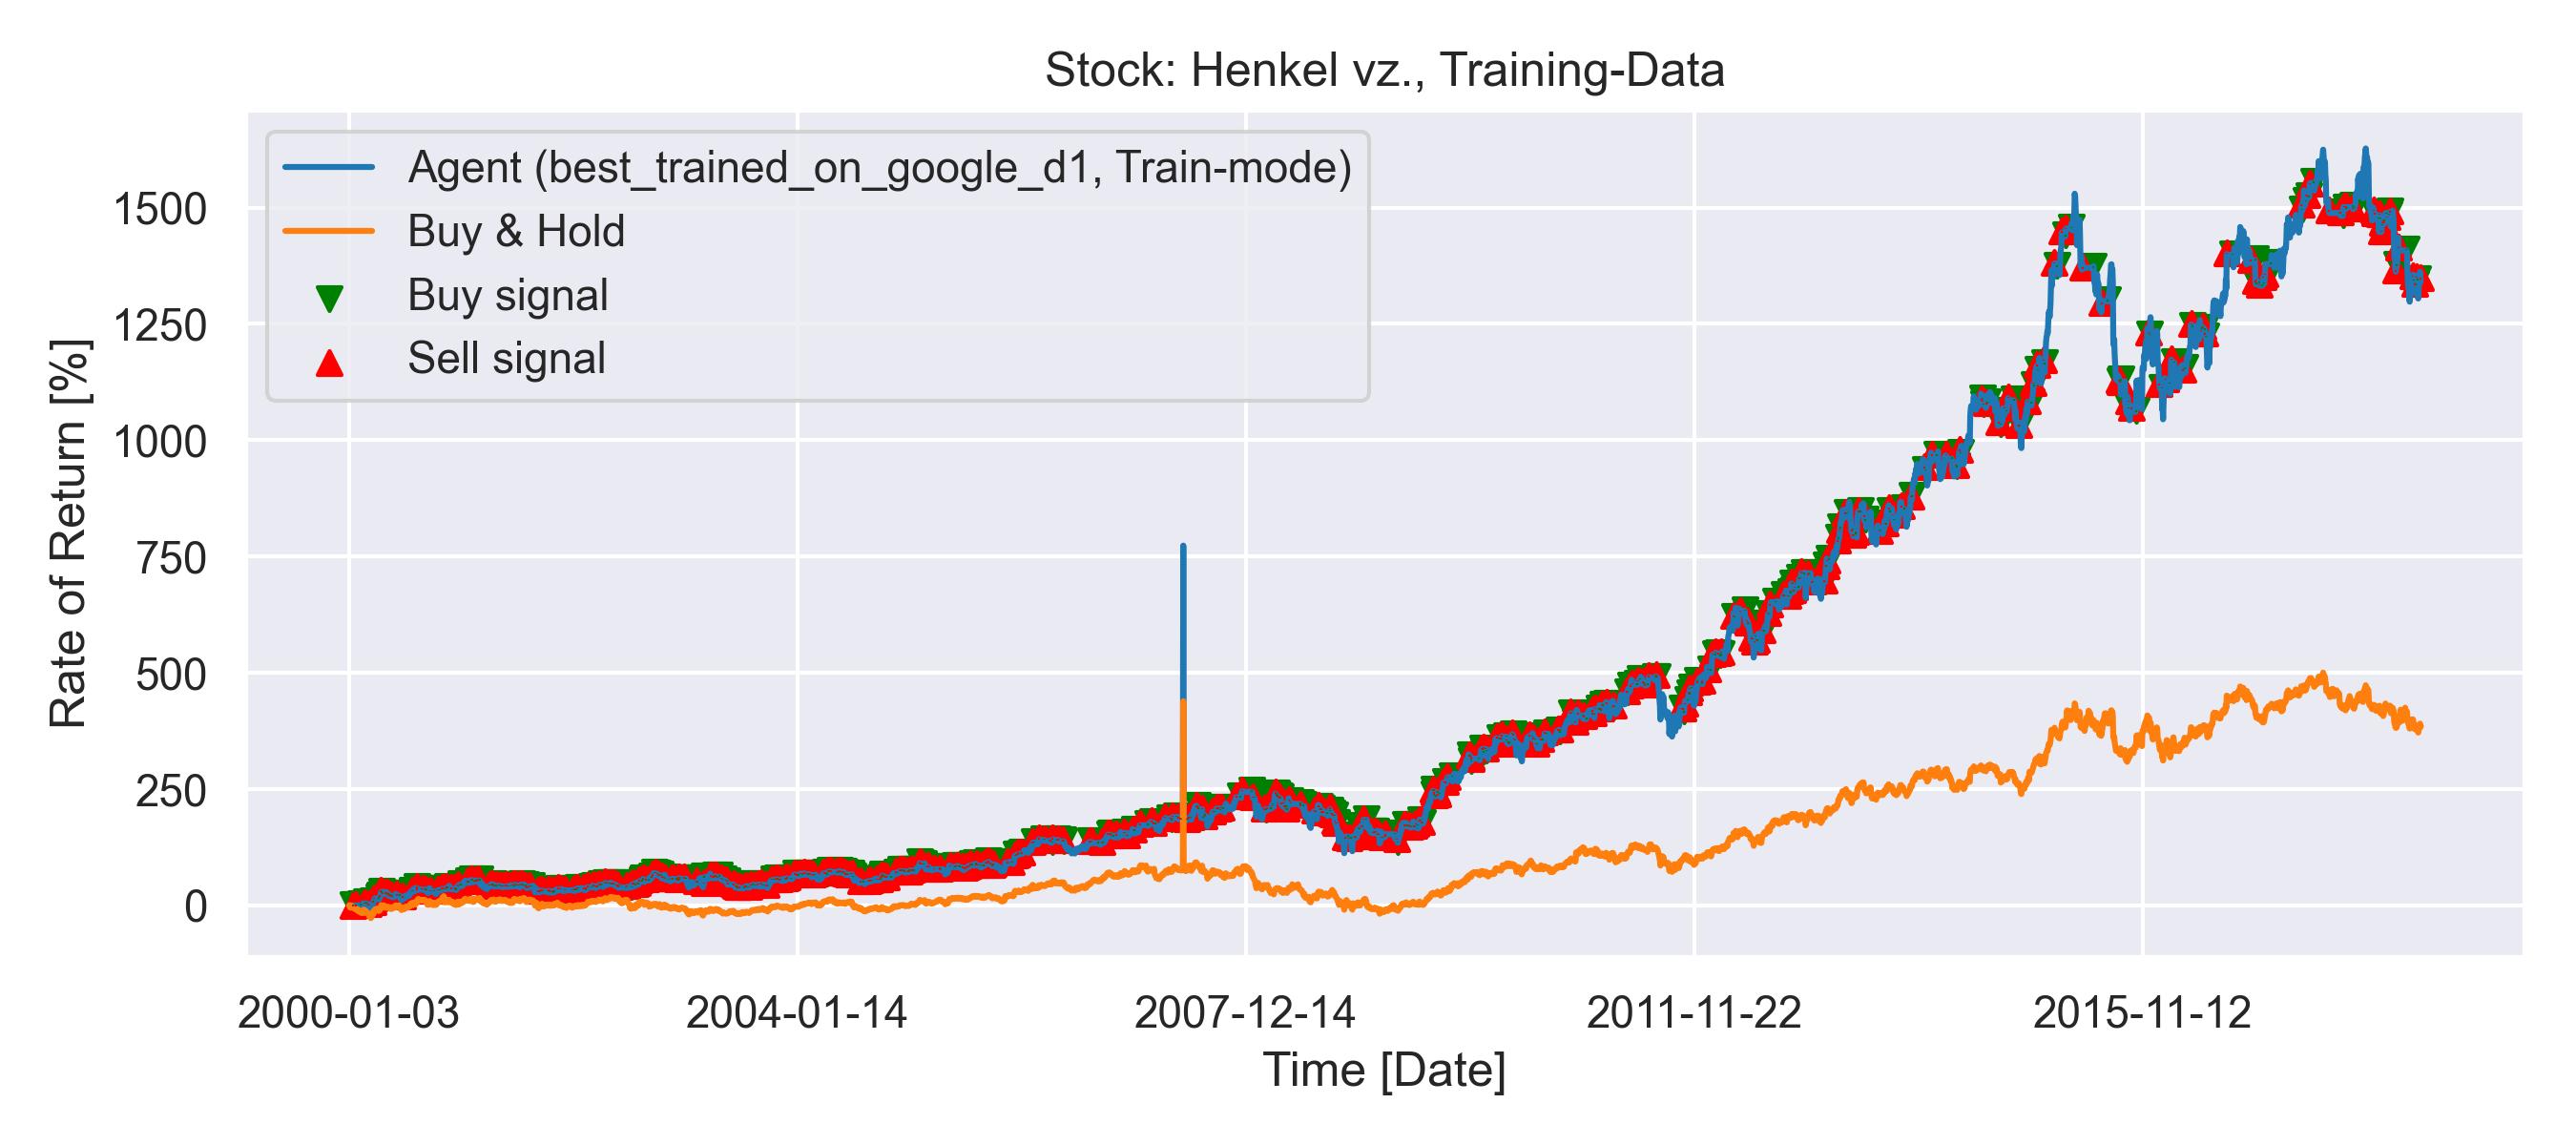 Stock: Henkel vz., Training-Data
Agent (best_trained_on_google_d1, Train-mode)
Buy & Hold
Buy signal
Sell signal
Rate of Return [%]
1500
1250
1000
750
500
250
0
2000-01-03 2004-01-14 2007-12-14 2011-11-22 2015-11-12
Time [Date]